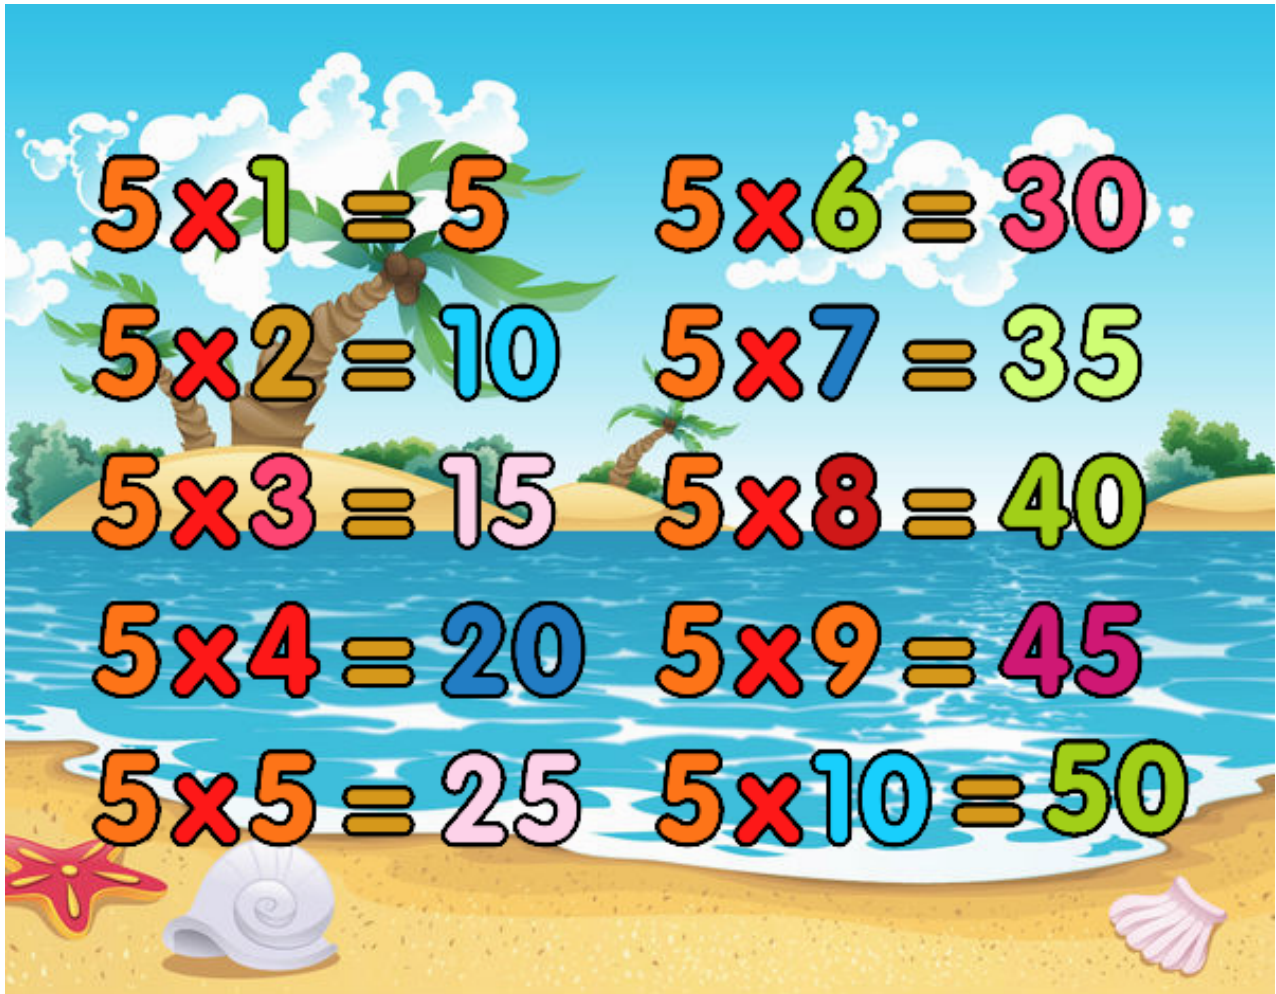 5x1 = 5
5x2 = 10
5x3 = 15
5x4 = 20
5x5 = 25
5x6 = 30
5x7 = 35
5x8 = 40
5x9 = 45
5x10 = 50